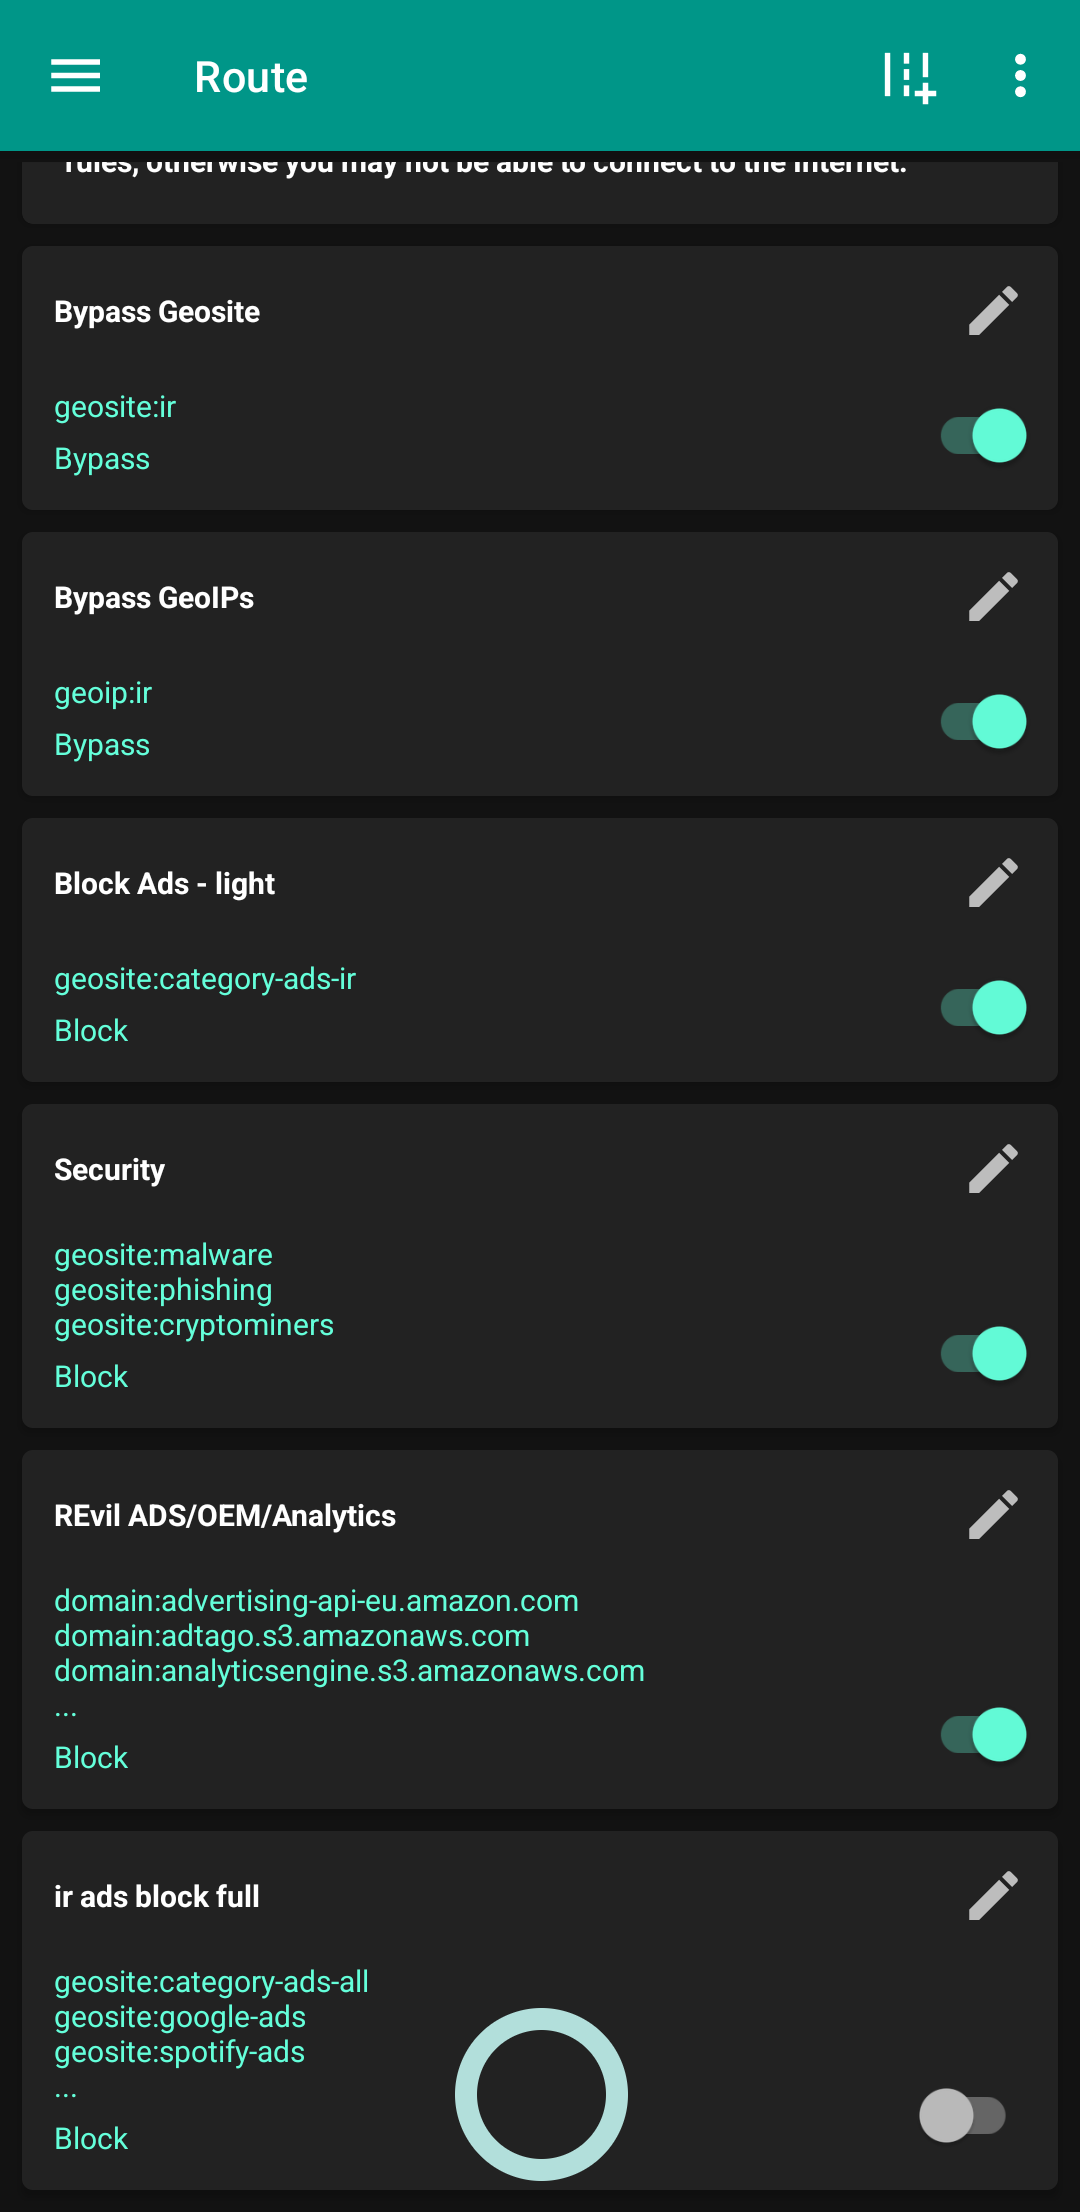 Route
rules, otherwise you may not be able to connect to the internet.
Bypass Geosite
geosite:ir
Bypass
Bypass GeoIPs
geoip:ir
Bypass
Block Ads - light
geosite:category-ads-ir
Block
Security
geosite:malware
geosite:phishing
geosite:cryptominers
Block
REvil ADS/OEM/Analytics
domain:advertising-api-eu.amazon.com
domain:adtago.s3.amazonaws.com
domain:analyticsengine.s3.amazonaws.com
...
Block
ir ads block full
geosite:category-ads-all
geosite:google-ads
geosite:spotify-ads
...
Block